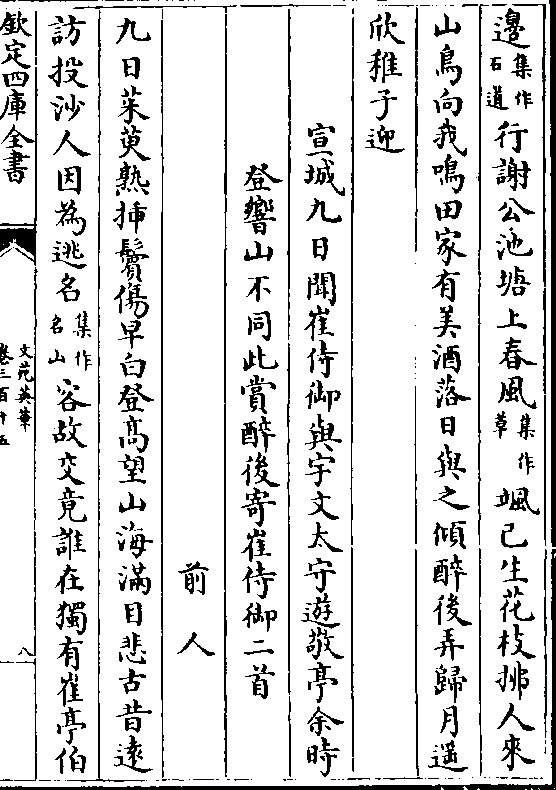 邊集作石道行謝公池塘上春風集作草颯已生花枝拂人來
山鳥向我鳴田家有美酒落日與之傾醉後弄歸月遥
欣稚子迎
宣城九日聞崔侍御與宇文太守遊敬亭余時
登響山不同此賞醉後寄崔侍御二首
前人
九日茱萸熟揷鬢傷早白登髙望山海滿目悲古昔逺
訪投沙人因為逃名集作名山客故交竟誰在獨有崔亭伯
欽定四庫全書
文苑英華
卷三百十五
八